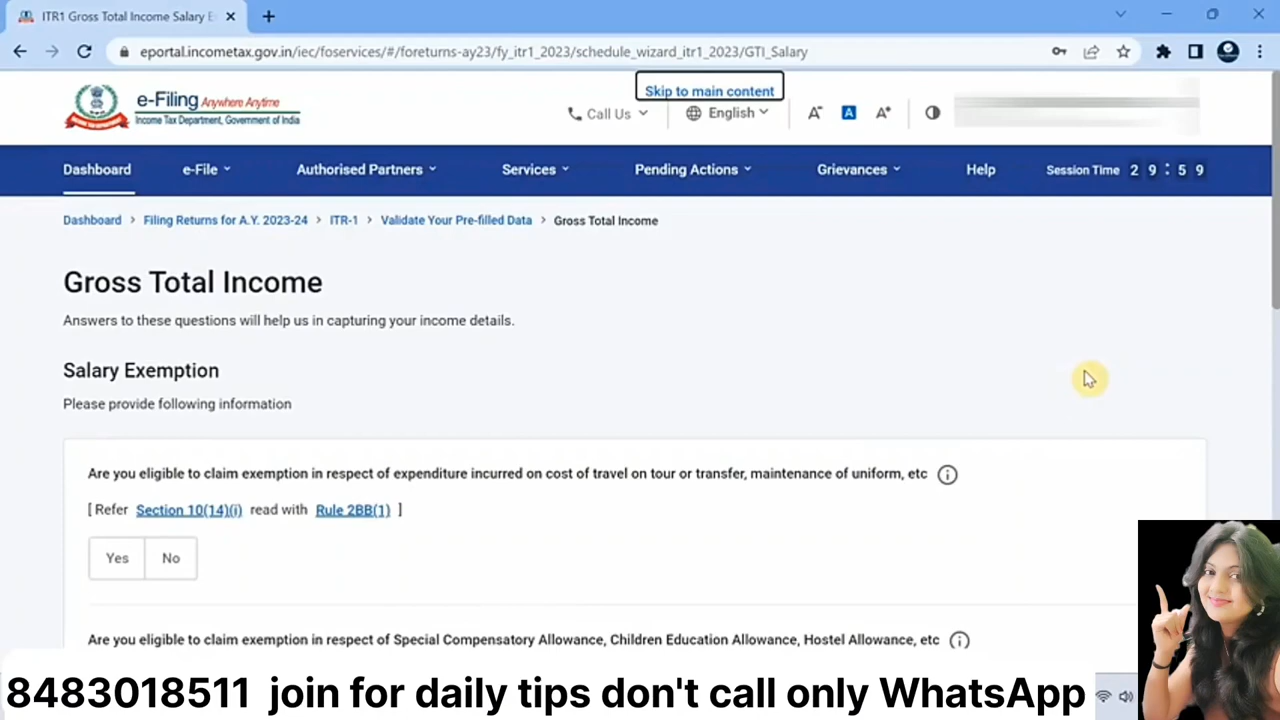 ITR1 Gross Total Income Salary E
eportal.incometax.gov.in/iec/foservices/#/foreturns-ay23/fy_itr1_2023/schedule_wizard_itr1_2023/GTI_Salary
Skip to main content
e-Filing Anywhere Anytime
Income Tax Department, Government of India
Call Us
English
A-
A
A+
Dashboard
e-File
Authorised Partners
Services
Pending Actions
Grievances
Help
Session Time 2 9 : 5 9
Dashboard > Filing Returns for A.Y. 2023-24 > ITR-1 > Validate Your Pre-filled Data > Gross Total Income
Gross Total Income
Answers to these questions will help us in capturing your income details.
Salary Exemption
Please provide following information
Are you eligible to claim exemption in respect of expenditure incurred on cost of travel on tour or transfer, maintenance of uniform, etc
[ Refer Section 10(14)(i) read with Rule 2BB(1) ]
Yes No
Are you eligible to claim exemption in respect of Special Compensatory Allowance, Children Education Allowance, Hostel Allowance, etc
8483018511 join for daily tips don't call only WhatsApp